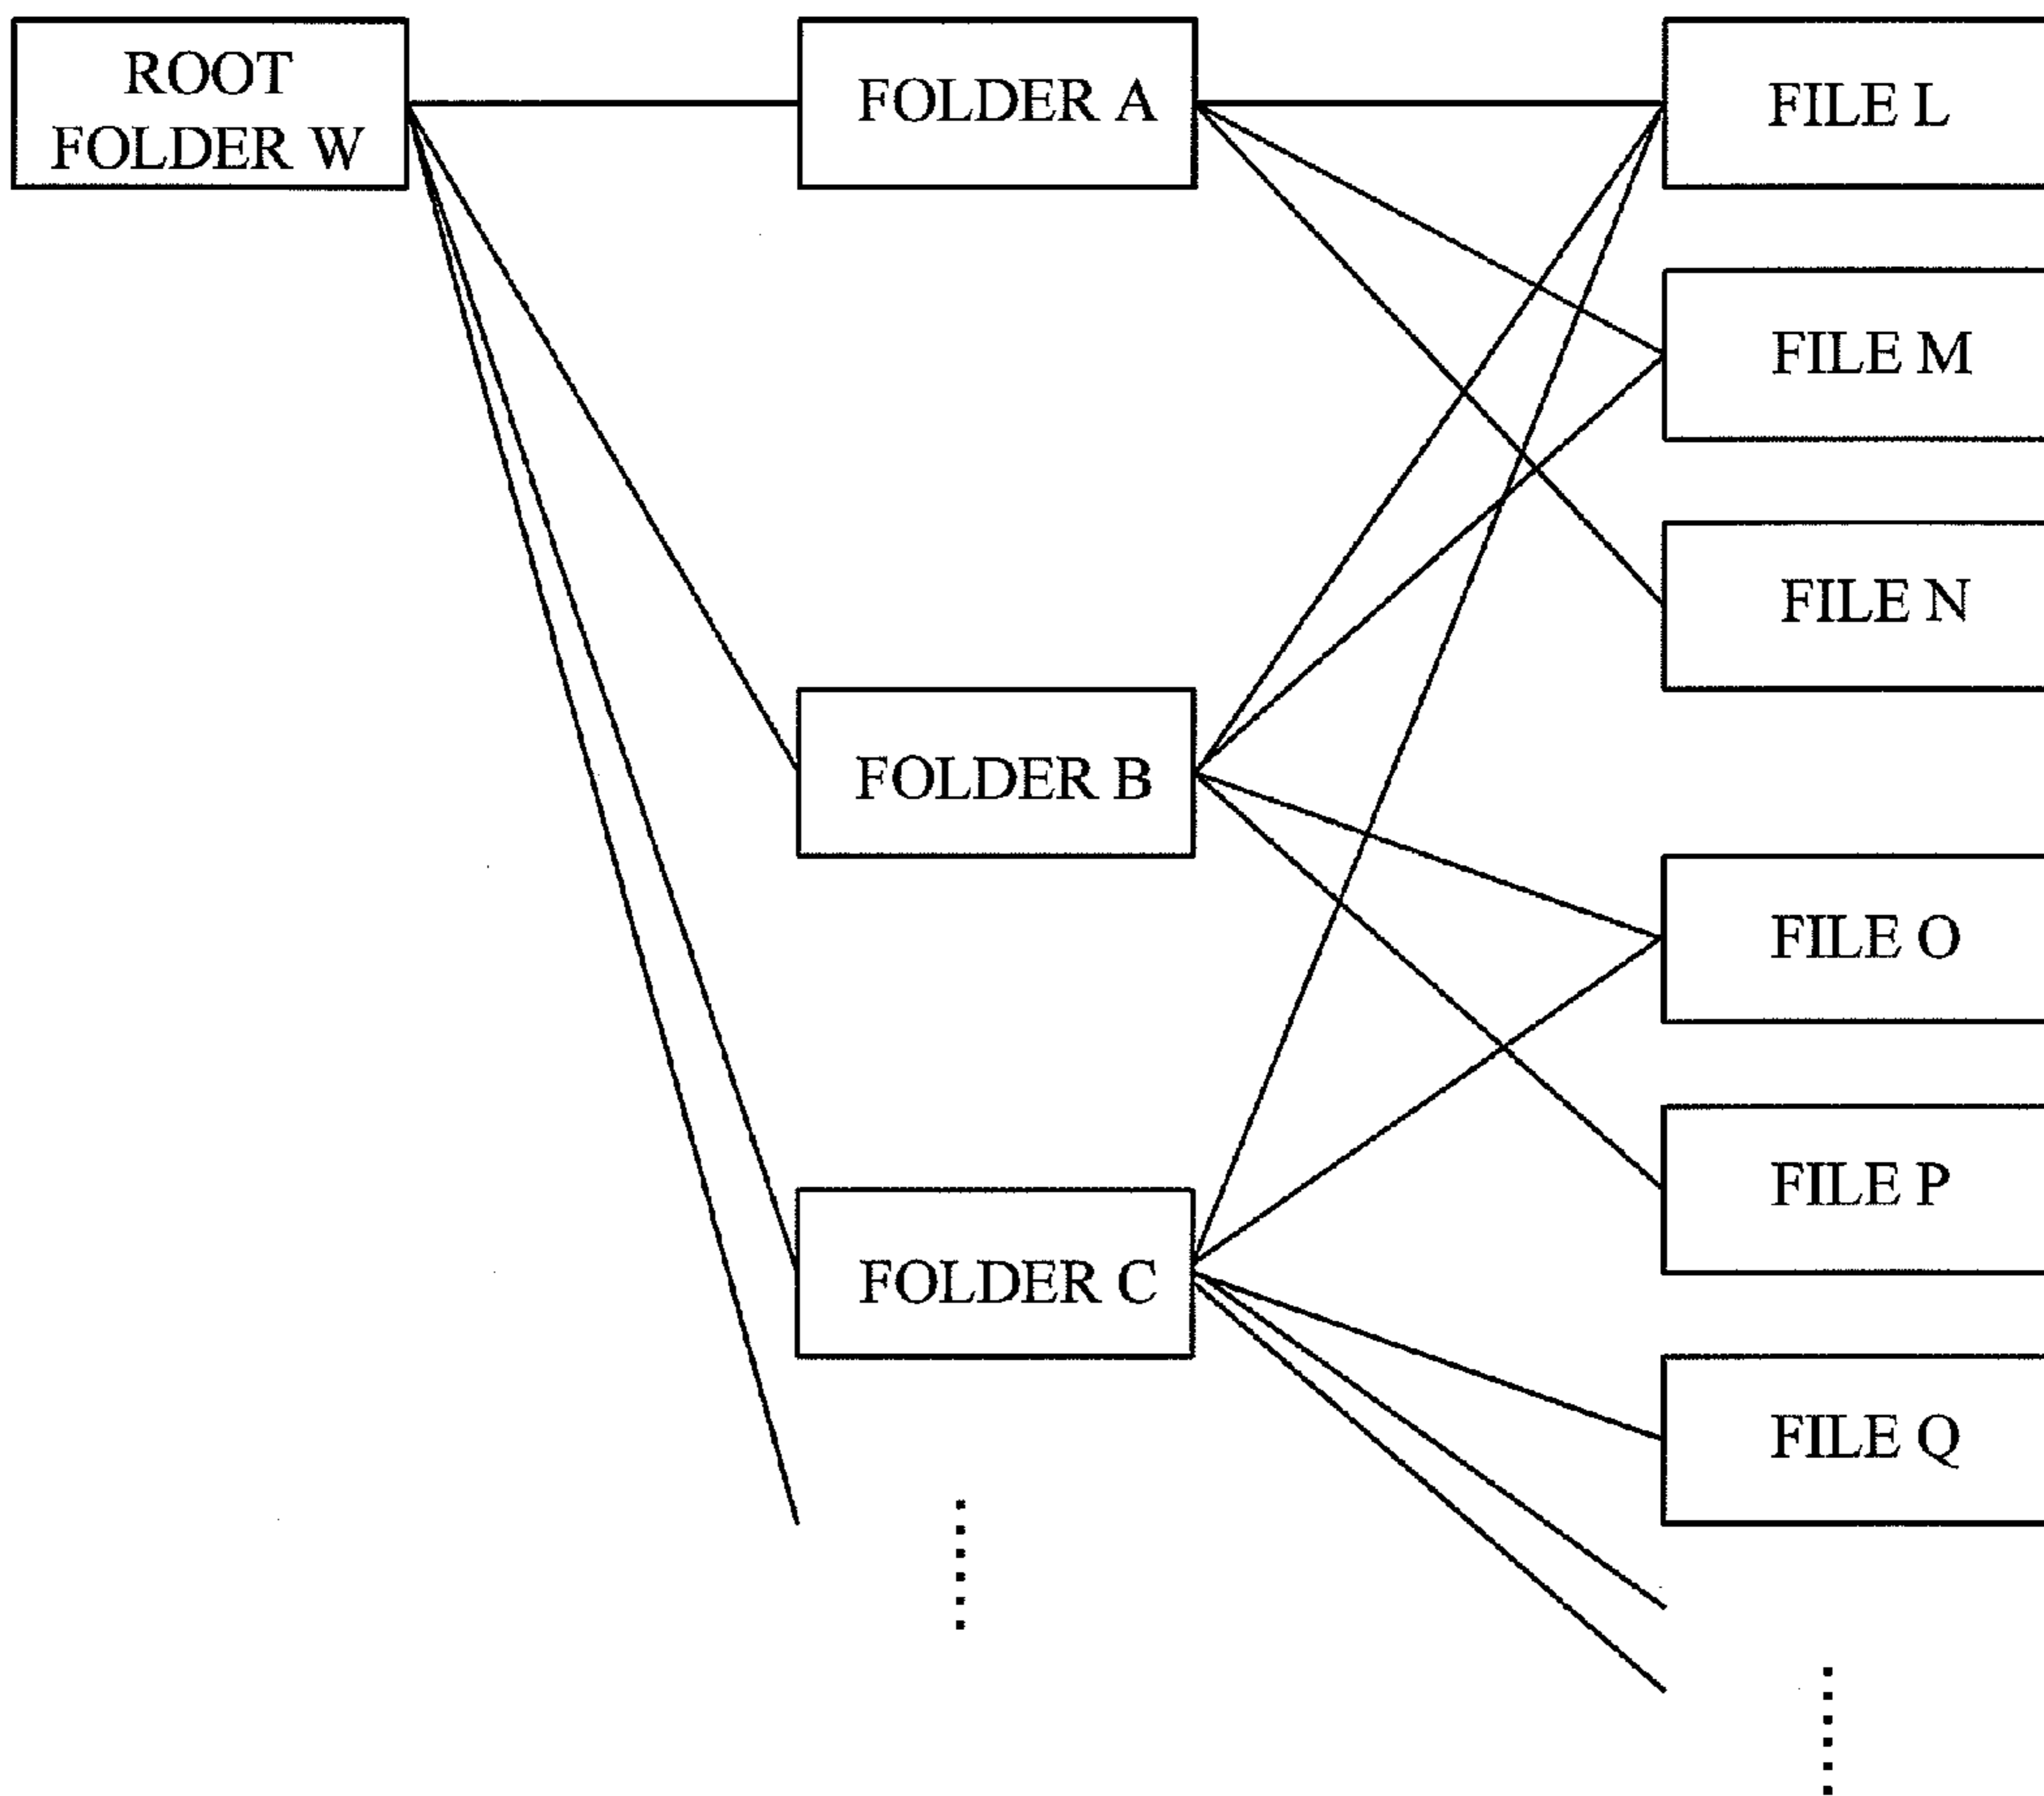 ROOT
FOLDER W
FOLDER A
FILE L
FILE M
FILE N
FOLDER B
FILE O
FILE P
FOLDER C
FILE Q